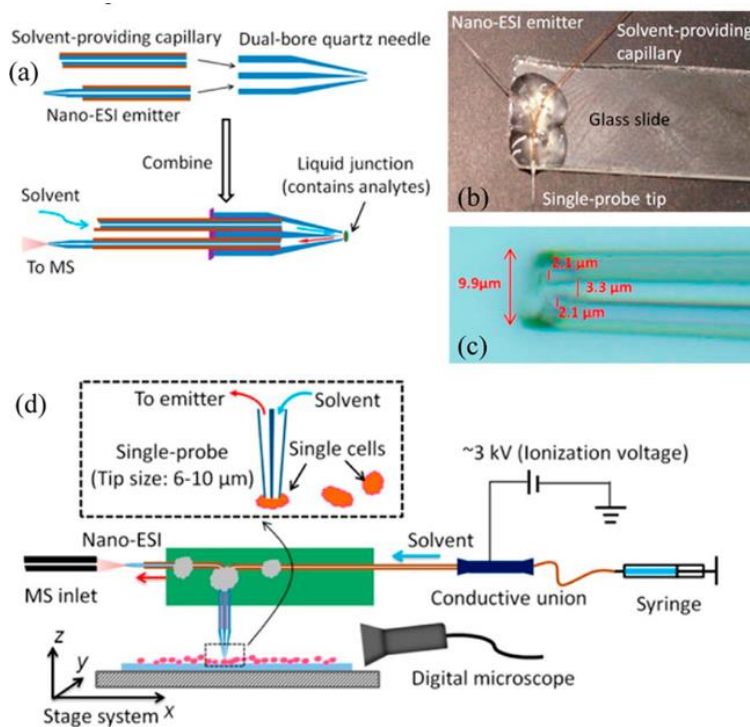 (a)
Solvent-providing capillary
Dual-bore quartz needle
Nano-ESI emitter
Combine
Liquid junction
(contains analytes)
Solvent
To MS
Nano-ESI emitter
Solvent-providing
capillary
Glass slide
(b)
Single-probe tip
2.1 μm
9.9μm
3.3 μm
2.1 μm
(c)
(d)
To emitter
Solvent
Single-probe
(Tip size: 6-10 μm)
Single cells
~3 kV (Ionization voltage)
Nano-ESI
Solvent
MS inlet
Conductive union
Syringe
z
y
x
Stage system
Digital microscope